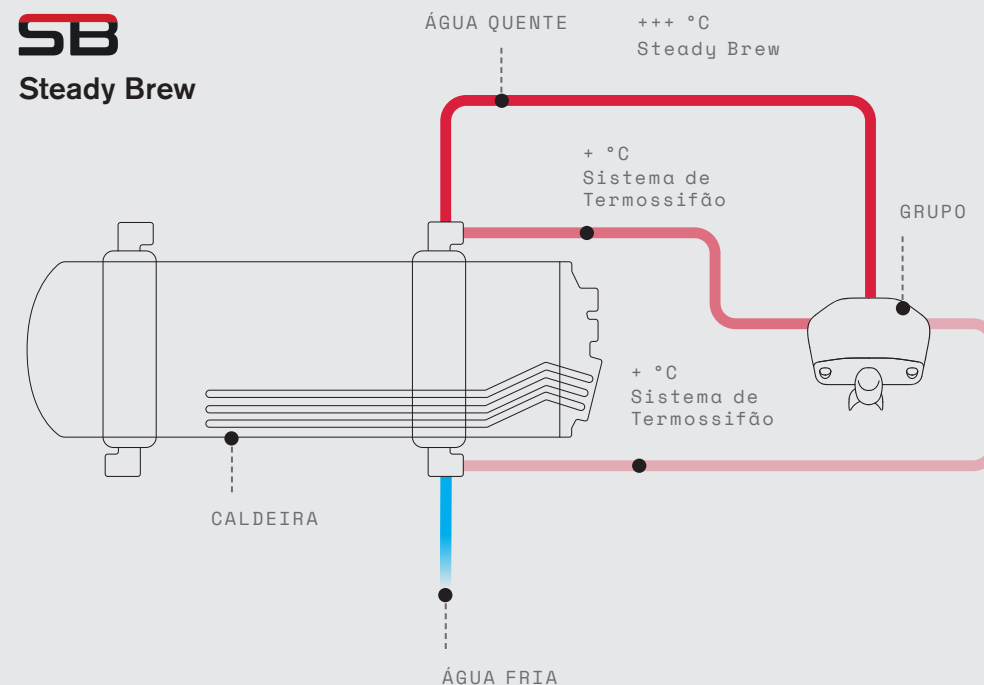 SB
Steady Brew
ÁGUA QUENTE
+++ °C
Steady Brew
+ °C
Sistema de
Termossifão
GRUPO
+ °C
Sistema de
Termossifão
CALDEIRA
ÁGUA FRIA